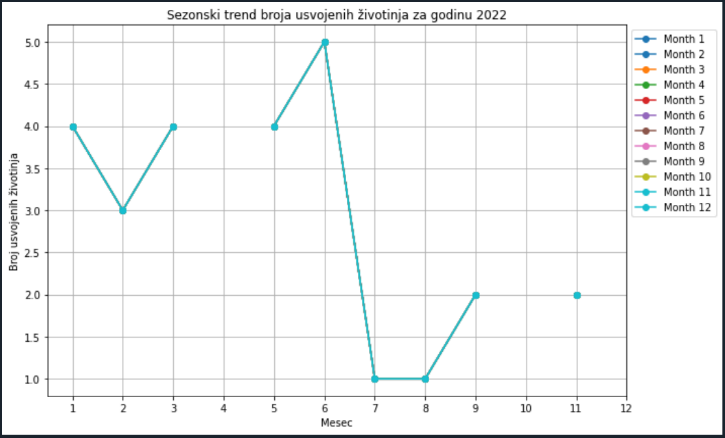 Sezonski trend broja usvojenih životinja za godinu 2022
Broj usvojenih životinja
5.0
4.5
4.0
3.5
3.0
2.5
2.0
1.5
1.0
1 2 3 4 5 6 7 8 9 10 11 12
Mesec
Month 1
Month 2
Month 3
Month 4
Month 5
Month 6
Month 7
Month 8
Month 9
Month 10
Month 11
Month 12